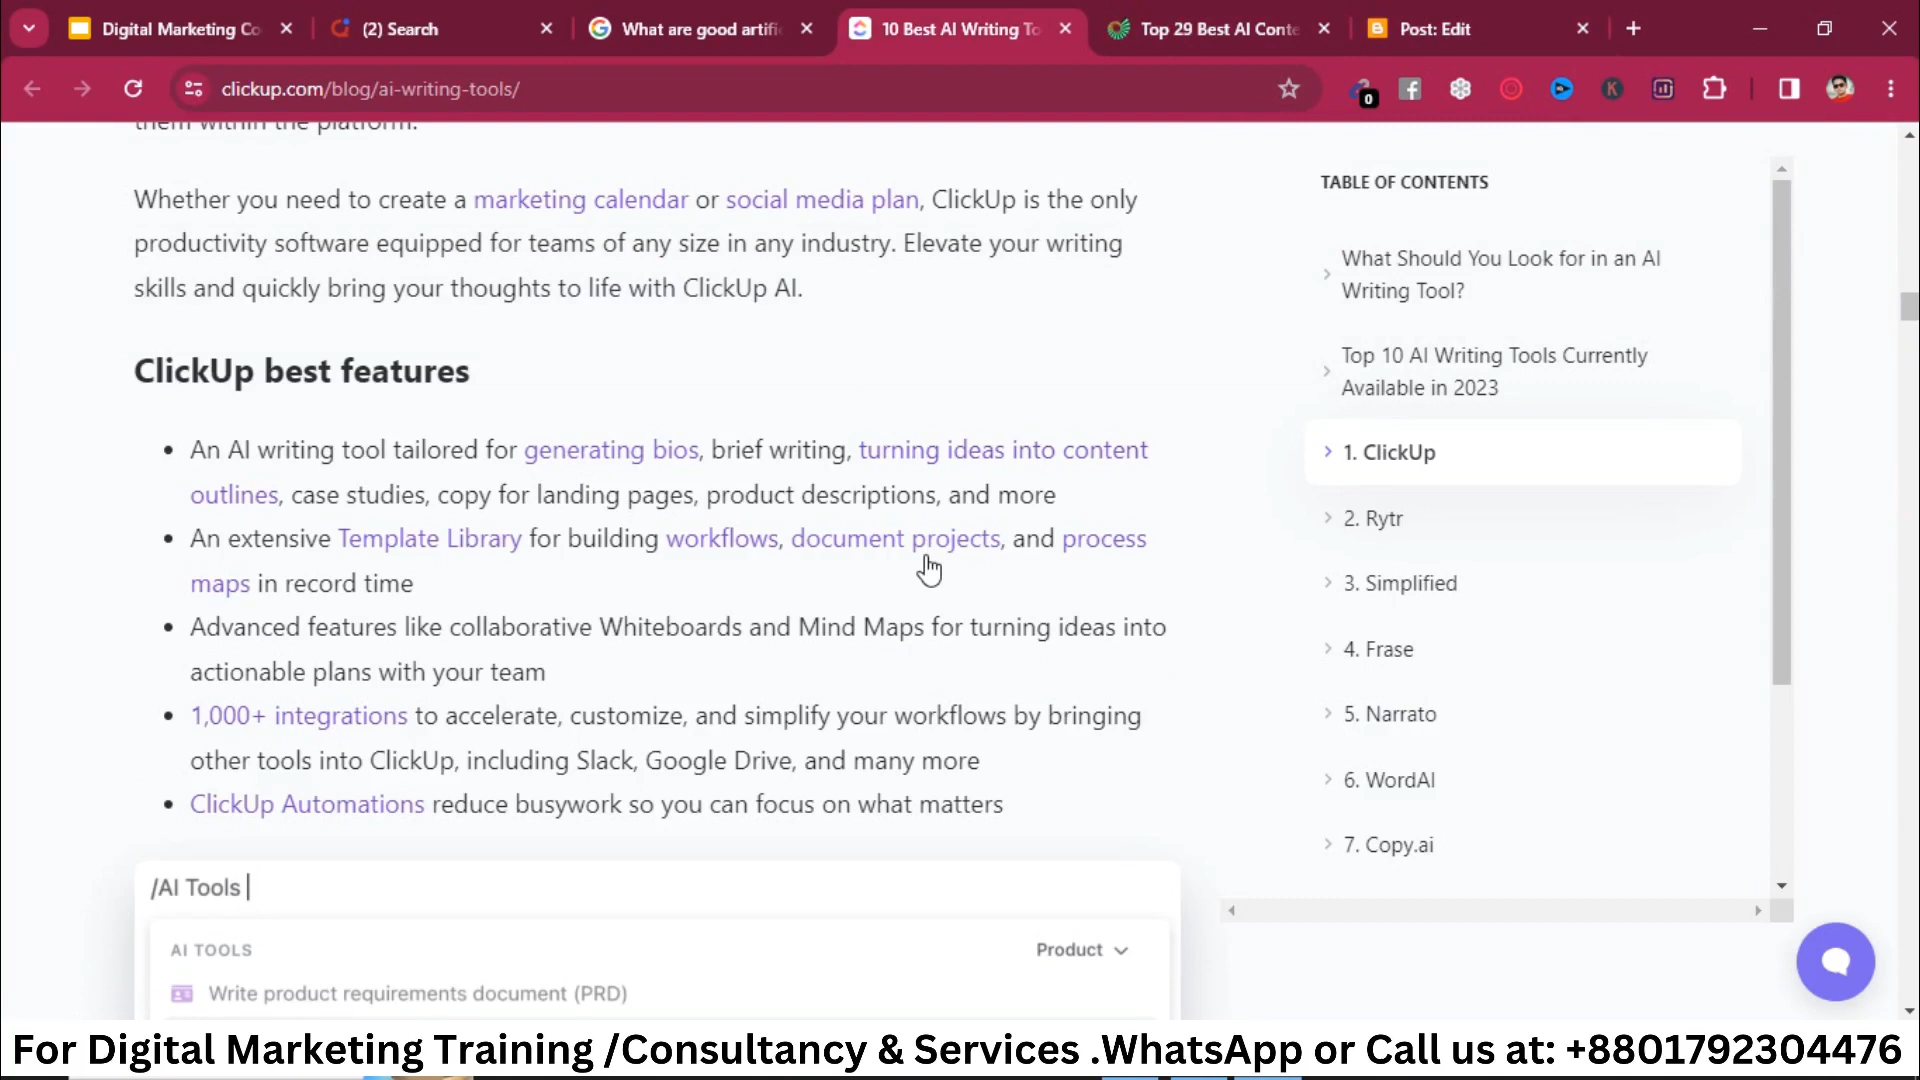 Digital Marketing Co
(2) Search
What are good artifi
10 Best AI Writing To
Top 29 Best AI Conte
Post: Edit
clickup.com/blog/ai-writing-tools/
0
K
them within the platform.
Whether you need to create a marketing calendar or social media plan, ClickUp is the only
productivity software equipped for teams of any size in any industry. Elevate your writing
skills and quickly bring your thoughts to life with ClickUp AI.
ClickUp best features
• An AI writing tool tailored for generating bios, brief writing, turning ideas into content
outlines, case studies, copy for landing pages, product descriptions, and more
• An extensive Template Library for building workflows, document projects, and process
maps in record time
• Advanced features like collaborative Whiteboards and Mind Maps for turning ideas into
actionable plans with your team
• 1,000+ integrations to accelerate, customize, and simplify your workflows by bringing
other tools into ClickUp, including Slack, Google Drive, and many more
• ClickUp Automations reduce busywork so you can focus on what matters
/AI Tools
AI TOOLS
Product
Write product requirements document (PRD)
TABLE OF CONTENTS
What Should You Look for in an AI
Writing Tool?
Top 10 AI Writing Tools Currently
Available in 2023
1. ClickUp
2. Rytr
3. Simplified
4. Frase
5. Narrato
6. WordAI
7. Copy.ai
For Digital Marketing Training /Consultancy & Services .WhatsApp or Call us at: +8801792304476